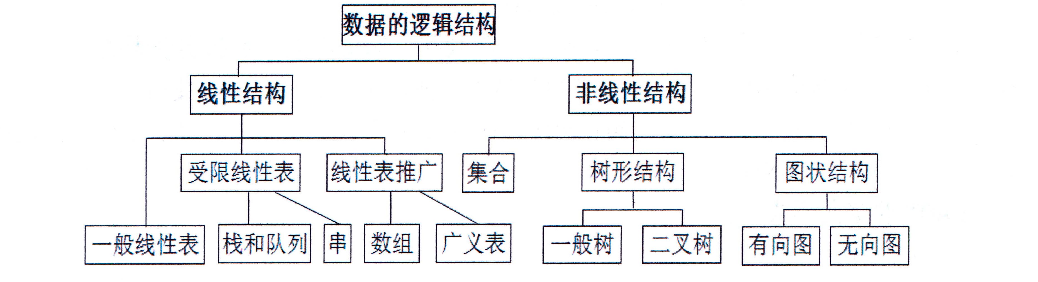 数据的逻辑结构
线性结构
非线性结构
受限线性表
线性表推广
集合
树形结构
图状结构
一般线性表
栈和队列
串
数组
广义表
一般树
二叉树
有向图
无向图